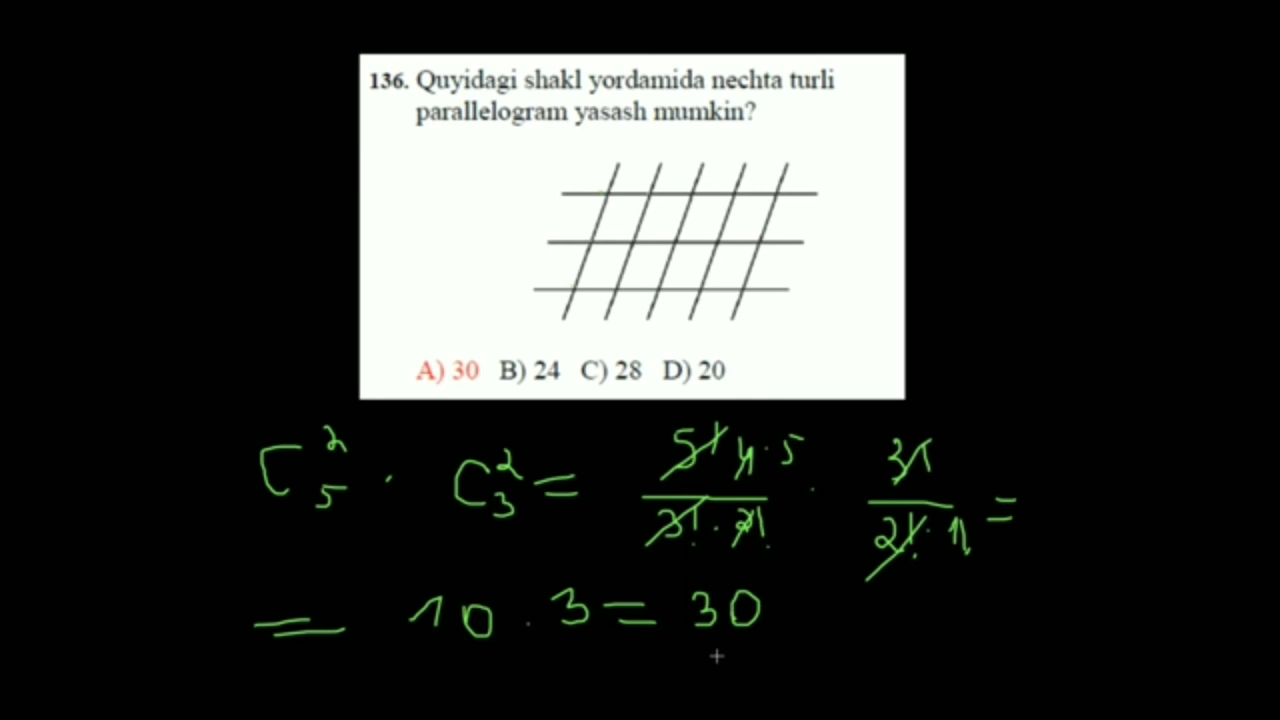 136. Quyidagi shakl yordamida nechta turli
parallelogram yasash mumkin?
A) 30 B) 24 C) 28 D) 20
C₅² · C₃² = 5! 4 · 5 / 3! · 2! · 3! / 2! · 1! =
= 10 · 3 = 30